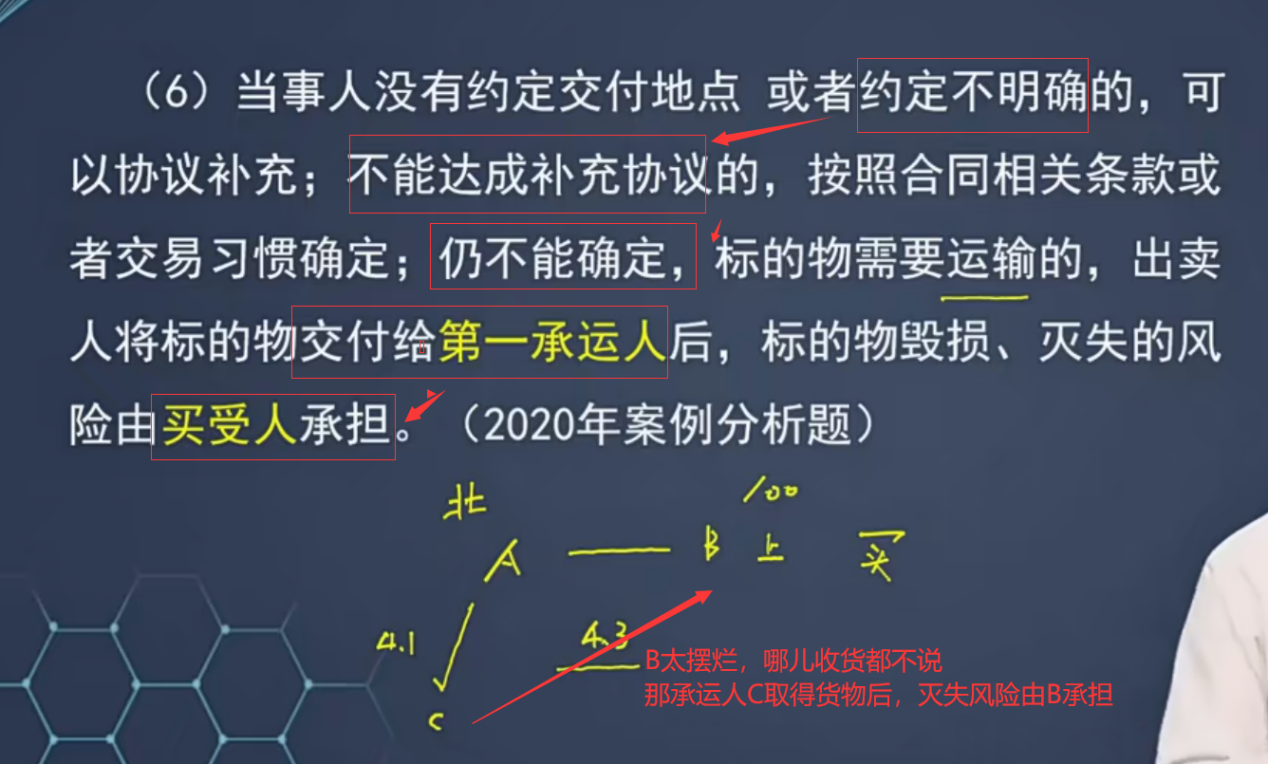 （6）当事人没有约定交付地点 或者约定不明确的，可
以协议补充；不能达成补充协议的，按照合同相关条款或
者交易习惯确定；仍不能确定，标的物需要运输的，出卖
人将标的物交付给第一承运人后，标的物毁损、灭失的风
险由买受人承担。（2020年案例分析题）
北
100
A
B 上 买
4.1
4.3
B太摆烂，哪儿收货都不说
那承运人C取得货物后，灭失风险由B承担
C